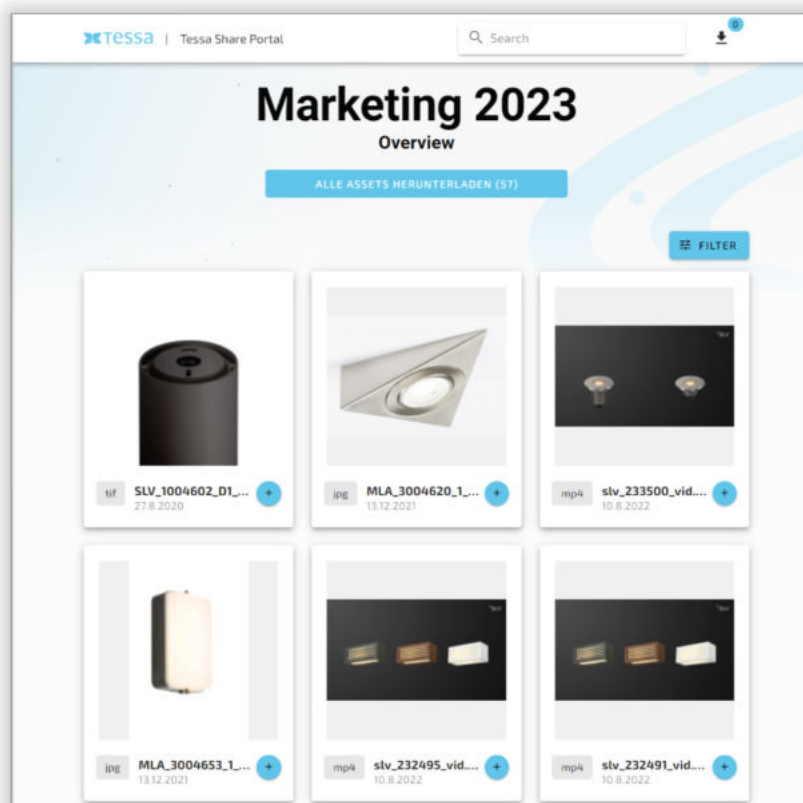 Tessa | Tessa Share Portal
Search
0
Marketing 2023
Overview
ALLE ASSETS HERUNTERLADEN (57)
FILTER
tif SLV_1004602_D1_... +
27.8.2020
jpg MLA_3004620_1_... +
13.12.2021
mp4 slv_233500_vid.... +
10.8.2022
jpg MLA_3004653_1_... +
13.12.2021
mp4 slv_232495_vid.... +
10.8.2022
mp4 slv_232491_vid.... +
10.8.2022